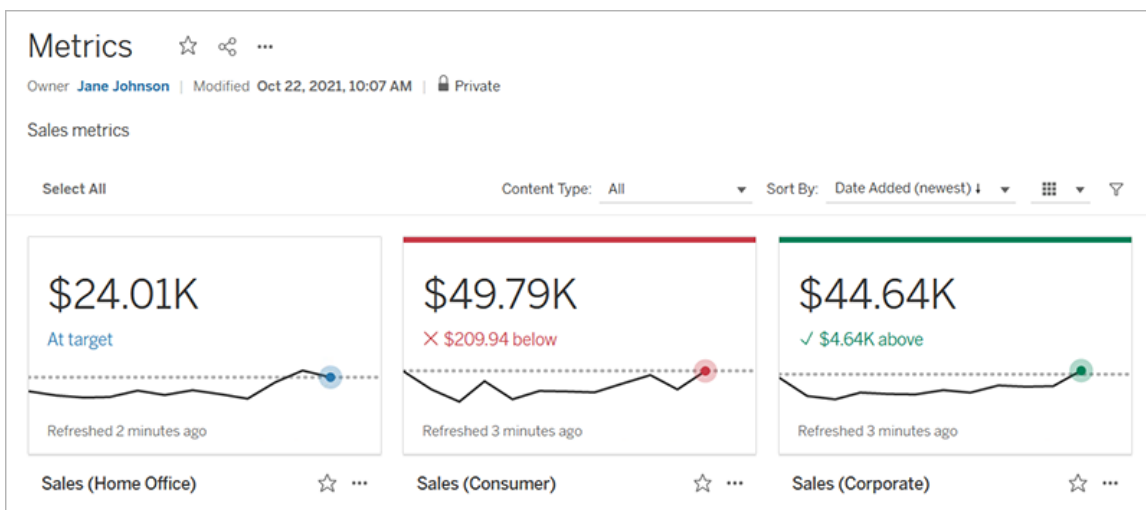 Metrics
Owner Jane Johnson | Modified Oct 22, 2021, 10:07 AM | Private
Sales metrics
Select All Content Type: All Sort By: Date Added (newest) ↓
$24.01K $49.79K $44.64K
At target × $209.94 below ✓ $4.64K above
Refreshed 2 minutes ago Refreshed 3 minutes ago Refreshed 3 minutes ago
Sales (Home Office) Sales (Consumer) Sales (Corporate)